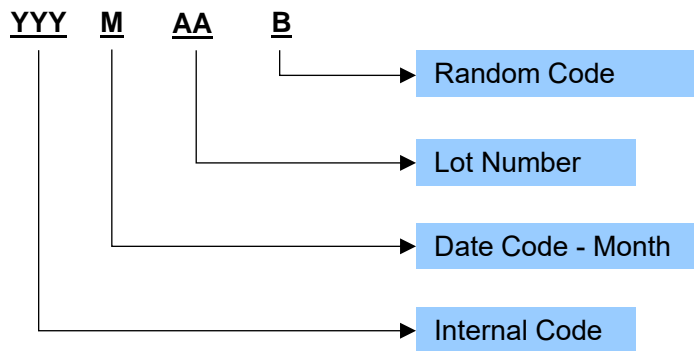 YYY M AA B
Random Code
Lot Number
Date Code - Month
Internal Code